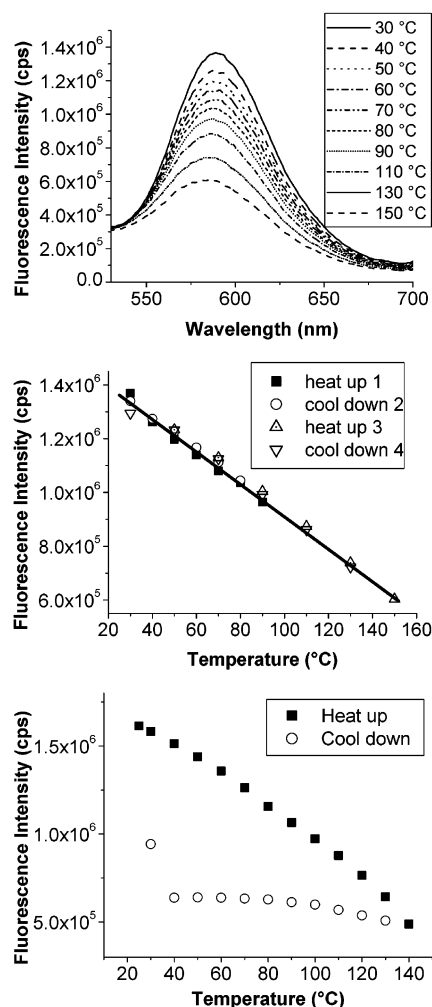 Fluorescence Intensity (cps)
1.4x10⁶
1.2x10⁶
1.0x10⁶
8.0x10⁵
6.0x10⁵
4.0x10⁵
2.0x10⁵
0.0
30 °C
40 °C
50 °C
60 °C
70 °C
80 °C
90 °C
110 °C
130 °C
150 °C
550 600 650 700
Wavelength (nm)
Fluorescence Intensity (cps)
1.4x10⁶
1.2x10⁶
1.0x10⁶
8.0x10⁵
6.0x10⁵
heat up 1
cool down 2
heat up 3
cool down 4
20 40 60 80 100 120 140 160
Temperature (°C)
Fluorescence Intensity (cps)
1.5x10⁶
1.0x10⁶
5.0x10⁵
Heat up
Cool down
20 40 60 80 100 120 140
Temperature (°C)